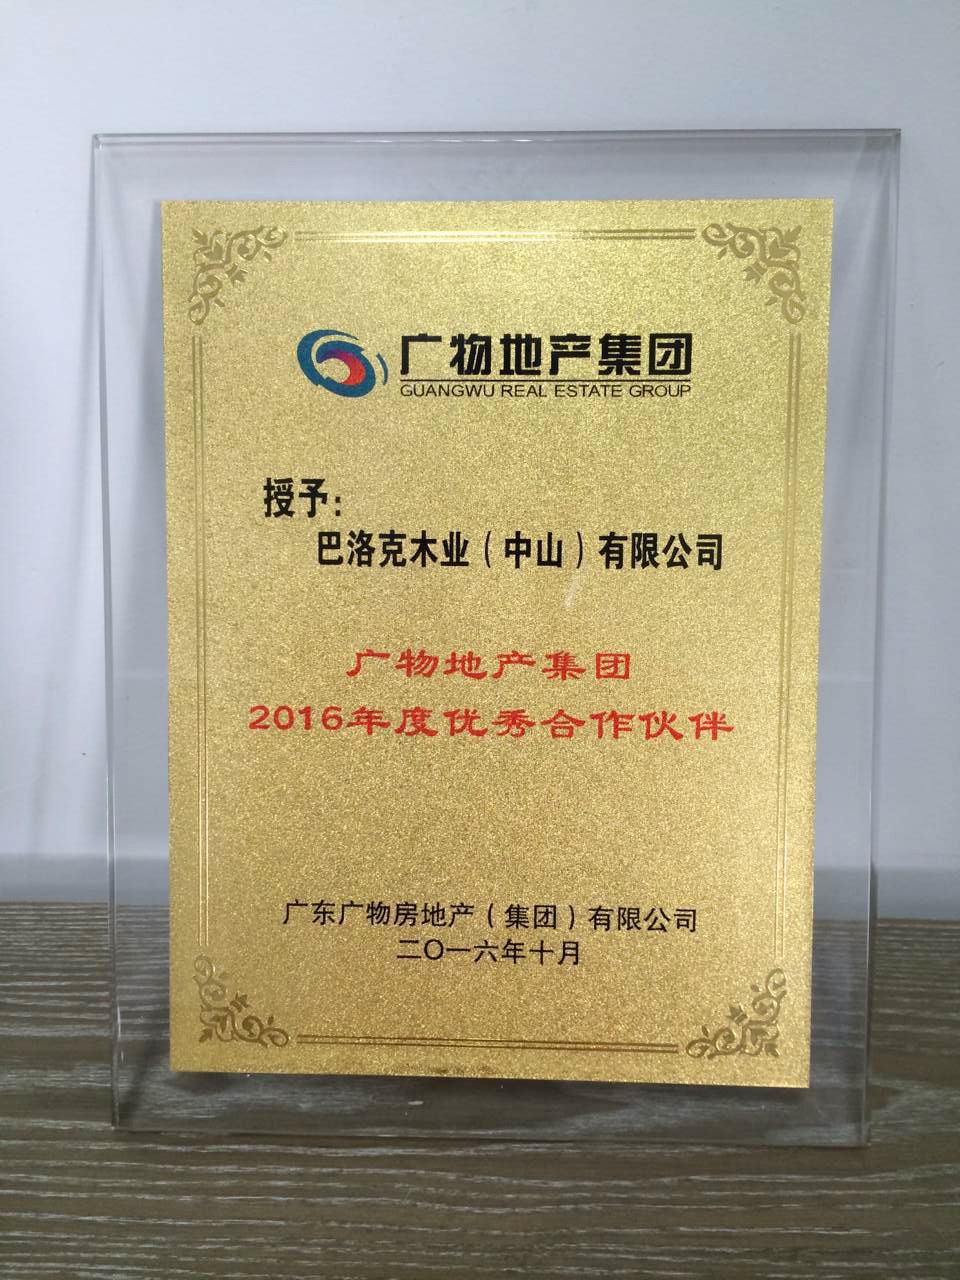 广物地产集团
GUANGWU REAL ESTATE GROUP
授予:
巴洛克木业（中山）有限公司
广物地产集团
2016年度优秀合作伙伴
广东广物房地产（集团）有限公司
二〇一六年十月